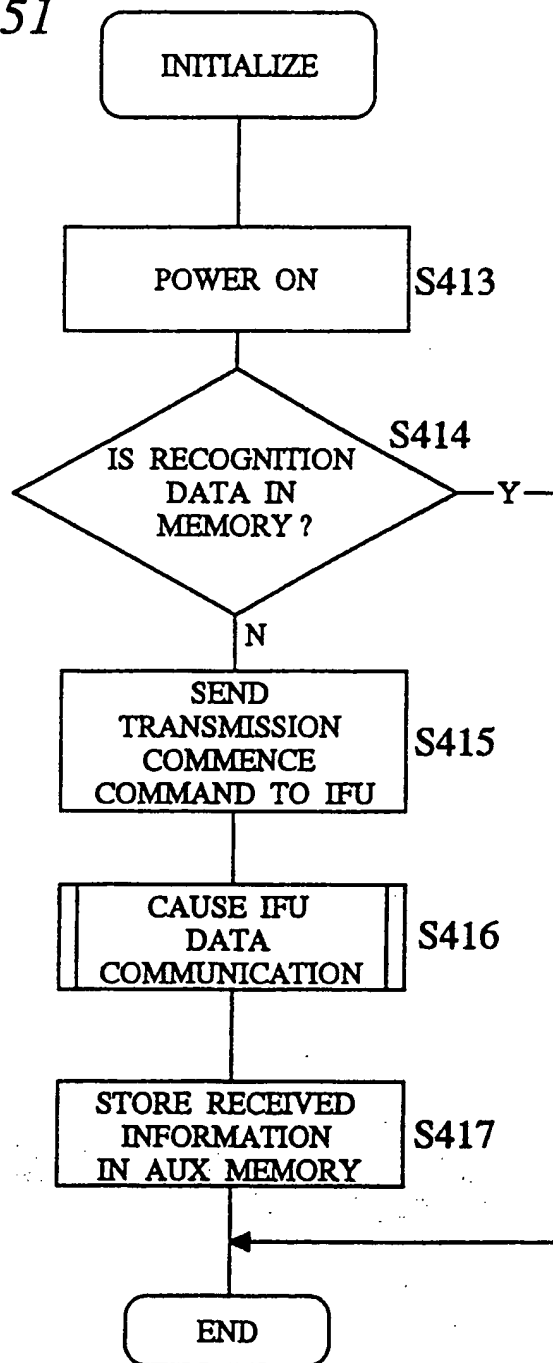 51
INITIALIZE
POWER ON
S413
S414
IS RECOGNITION
DATA IN
MEMORY ?
Y
N
SEND
TRANSMISSION
COMMENCE
COMMAND TO IFU
S415
CAUSE IFU
DATA
COMMUNICATION
S416
STORE RECEIVED
INFORMATION
IN AUX MEMORY
S417
END